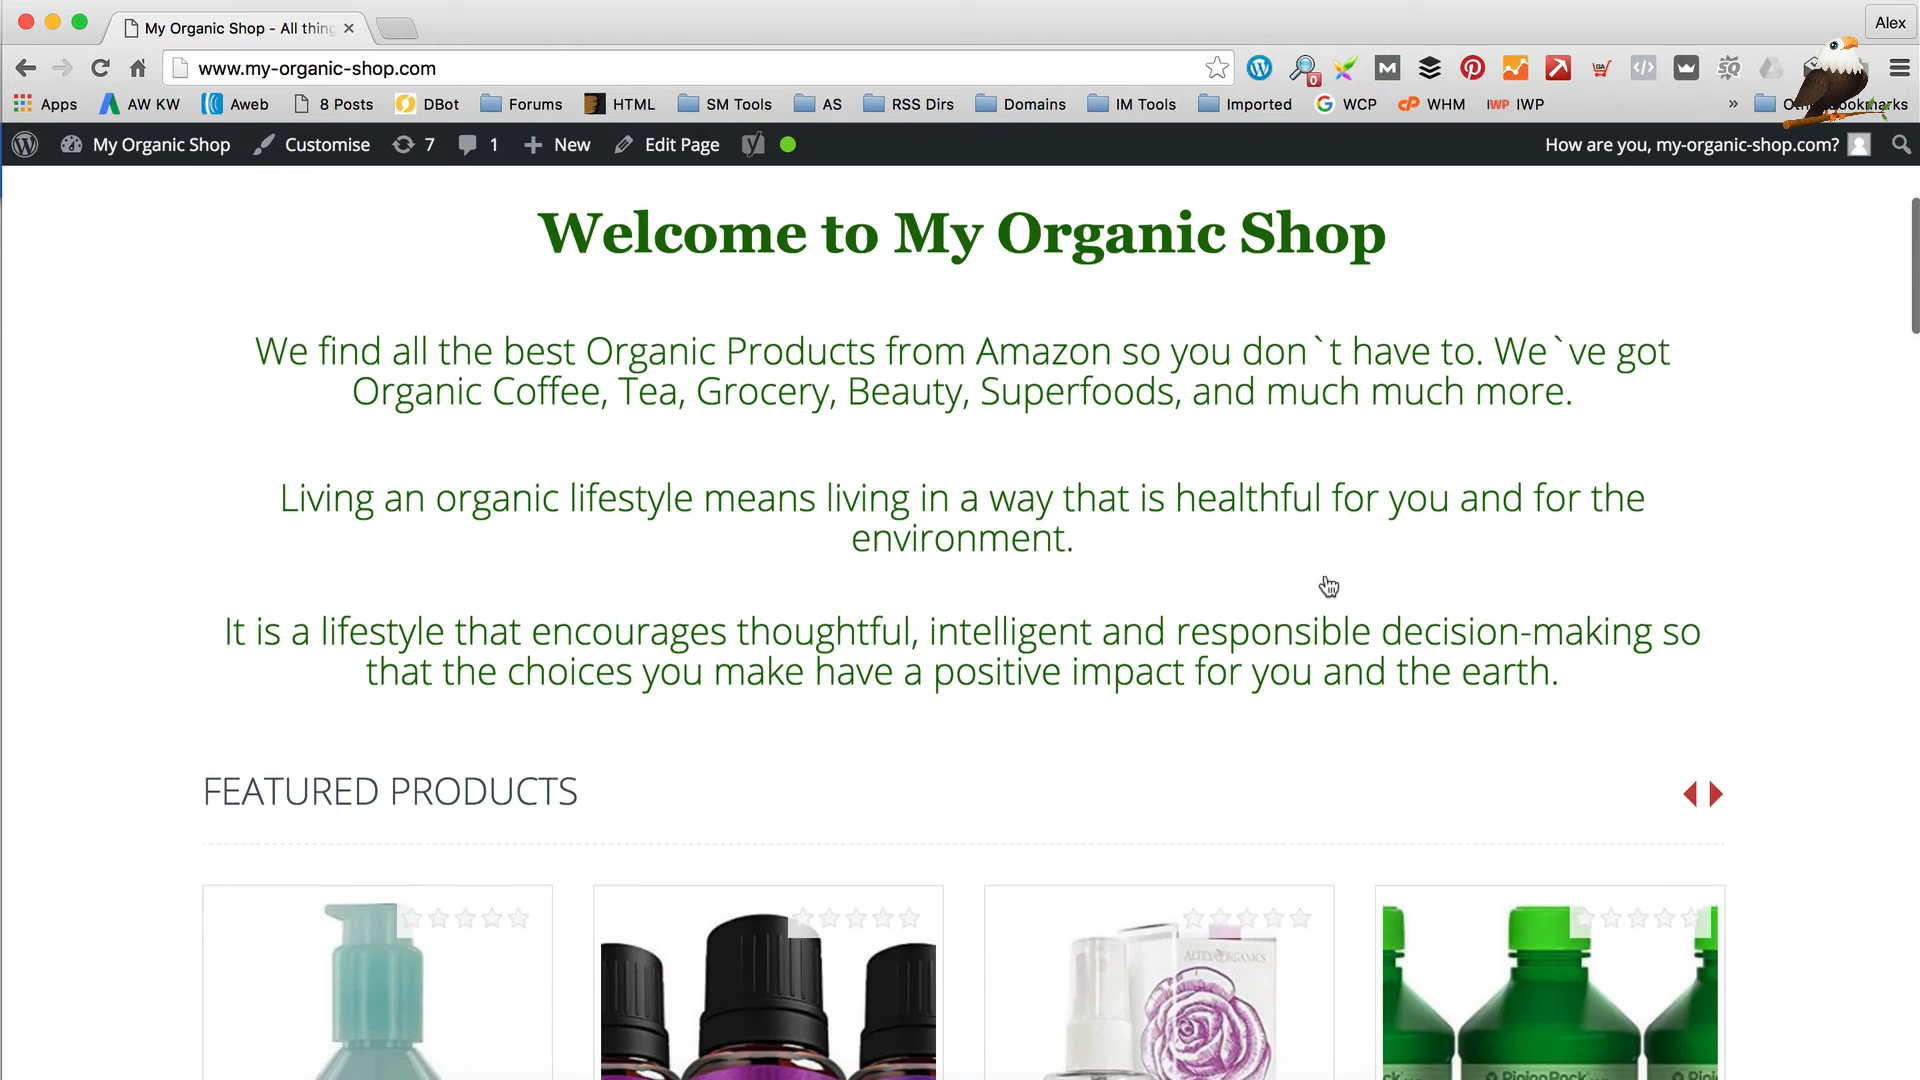 My Organic Shop - All thing
Alex
www.my-organic-shop.com
0
Apps
AW KW
Aweb
8 Posts
DBot
Forums
HTML
SM Tools
AS
RSS Dirs
Domains
IM Tools
Imported
WCP
WHM
IWP
My Organic Shop
Customise
7
1
New
Edit Page
How are you, my-organic-shop.com?
Welcome to My Organic Shop
We find all the best Organic Products from Amazon so you don`t have to. We`ve got
Organic Coffee, Tea, Grocery, Beauty, Superfoods, and much much more.
Living an organic lifestyle means living in a way that is healthful for you and for the
environment.
It is a lifestyle that encourages thoughtful, intelligent and responsible decision-making so
that the choices you make have a positive impact for you and the earth.
FEATURED PRODUCTS
ALTEYA ORGANICS